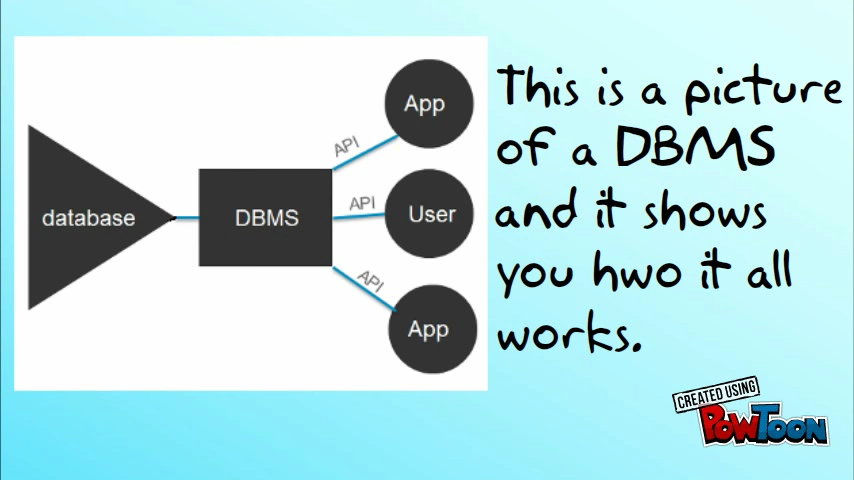 database
DBMS
API
App
API
User
API
App
This is a picture
of a DBMS
and it shows
you hwo it all
works.
CREATED USING
POWTOON